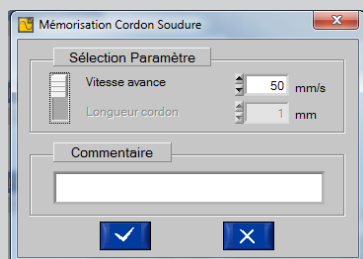 Mémorisation Cordon Soudure
Sélection Paramètre
Vitesse avance 50 mm/s
Longueur cordon 1 mm
Commentaire